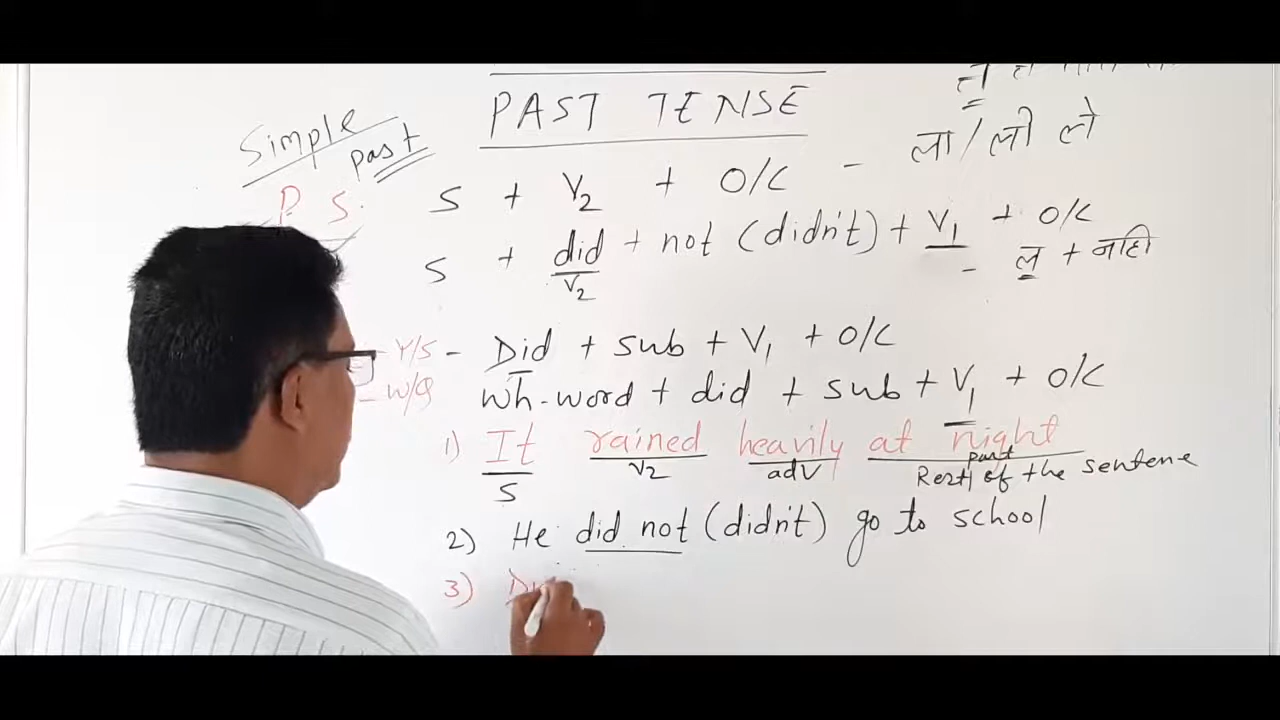 PAST TENSE
Simple past
ला/ली ले
P. S.
S + V2 + O/C -
S + did + not (didn't) + V1 + O/C
V2
- ल + नाही
- Y/S - Did + sub + V1 + O/C
- W/Q wh-word + did + sub + V1 + O/C
1) It rained heavily at night
S V2 adv Rest part of the sentene
2) He did not (didn't) go to school
3)